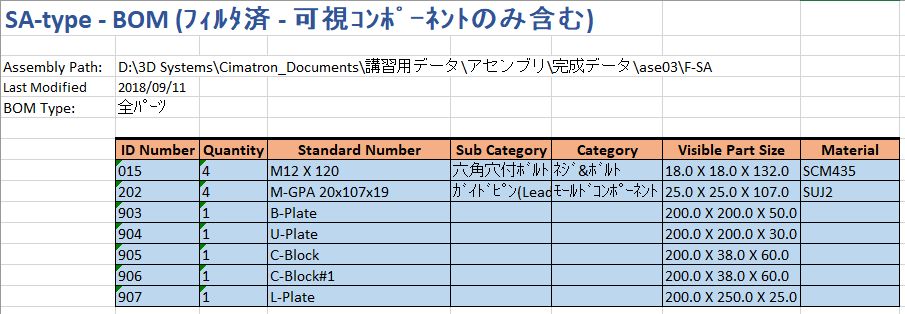 SA-type - BOM (ﾌｨﾙﾀ済 - 可視ｺﾝﾎﾟｰﾈﾝﾄのみ含む)
Assembly Path: D:\3D Systems\Cimatron_Documents\講習用データ\アセンブリ\完成データ\ase03\F-SA
Last Modified 2018/09/11
BOM Type: 全ﾊﾟｰﾂ
ID Number Quantity Standard Number Sub Category Category Visible Part Size Material
015 4 M12 X 120 六角穴付ﾎﾞﾙﾄ ﾈｼﾞ&ﾎﾞﾙﾄ 18.0 X 18.0 X 132.0 SCM435
202 4 M-GPA 20x107x19 ｶﾞｲﾄﾞﾋﾟﾝ(Lead ﾓｰﾙﾄﾞｺﾝﾎﾟｰﾈﾝﾄ 25.0 X 25.0 X 107.0 SUJ2
903 1 B-Plate 200.0 X 200.0 X 50.0
904 1 U-Plate 200.0 X 200.0 X 30.0
905 1 C-Block 200.0 X 38.0 X 60.0
906 1 C-Block#1 200.0 X 38.0 X 60.0
907 1 L-Plate 200.0 X 250.0 X 25.0